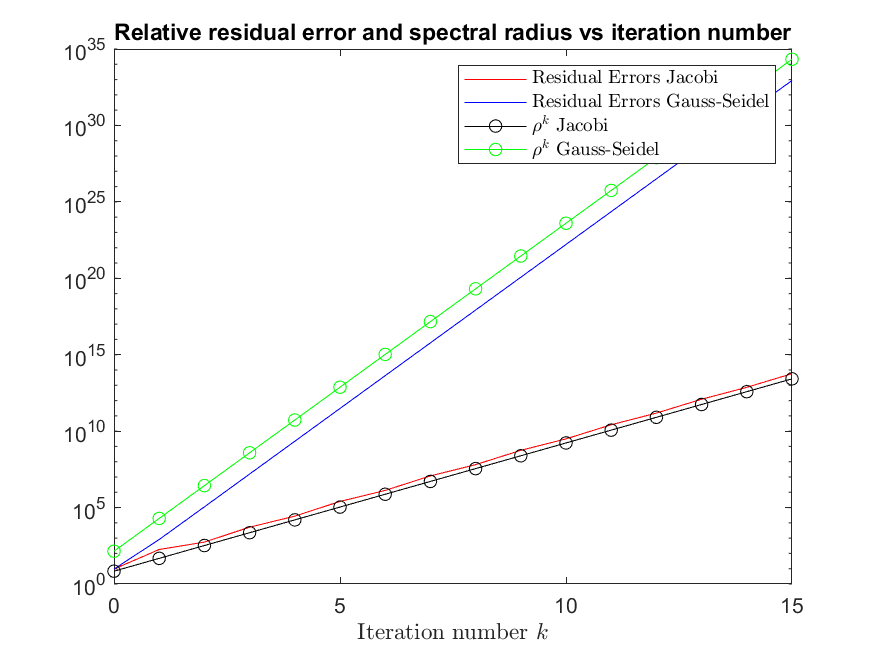 Relative residual error and spectral radius vs iteration number
10^35
10^30
10^25
10^20
10^15
10^10
10^5
10^0
Residual Errors Jacobi
Residual Errors Gauss-Seidel
ρ^k Jacobi
ρ^k Gauss-Seidel
0 5 10 15
Iteration number k